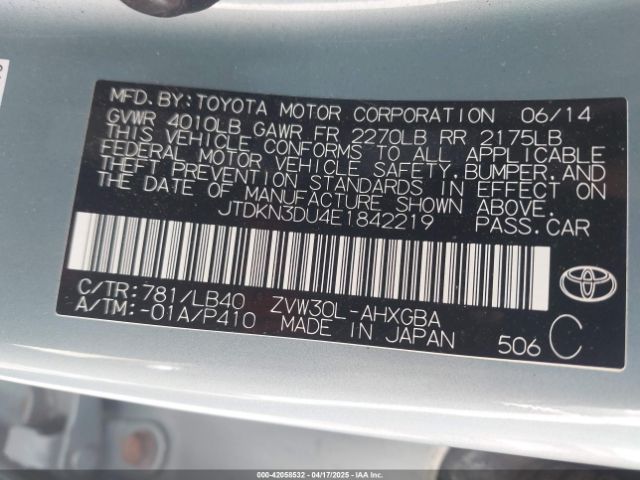 MFD.BY:TOYOTA MOTOR CORPORATION 06/14
GVWR 4010LB GAWR FR 2270LB RR 2175LB
THIS VEHICLE CONFORMS TO ALL APPLICABLE
FEDERAL MOTOR VEHICLE SAFETY,BUMPER,AND
THEFT PREVENTION STANDARDS IN EFFECT ON
THE DATE OF MANUFACTURE SHOWN ABOVE.
JTDKN3DU4E1842219 PASS.CAR
C/TR:781/LB40 ZVW30L-AHXGBA
A/TM:-01A/P410 MADE IN JAPAN
506 C
TOYOTA
000-42058532 - 04/17/2025 - IAA Inc.